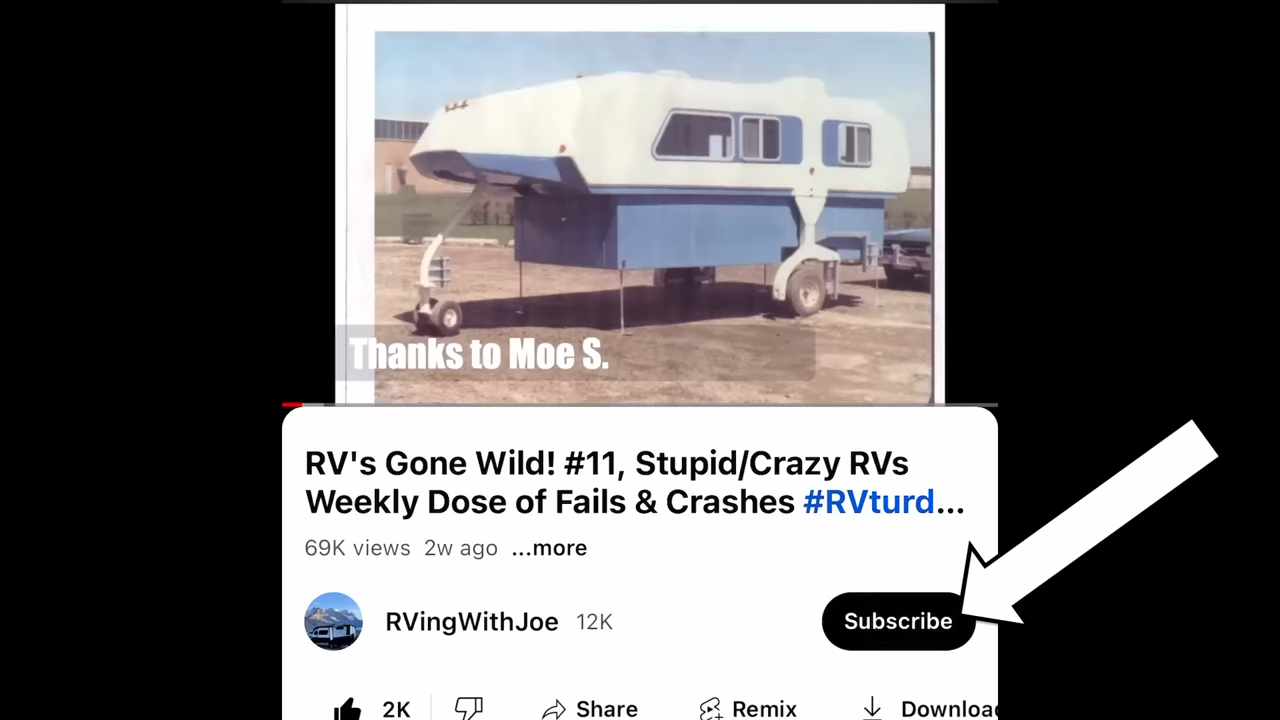 Thanks to Moe S.
RV's Gone Wild! #11, Stupid/Crazy RVs
Weekly Dose of Fails & Crashes #RVturd...
69K views 2w ago ...more
RVingWithJoe 12K Subscribe
2K Share Remix Downloa